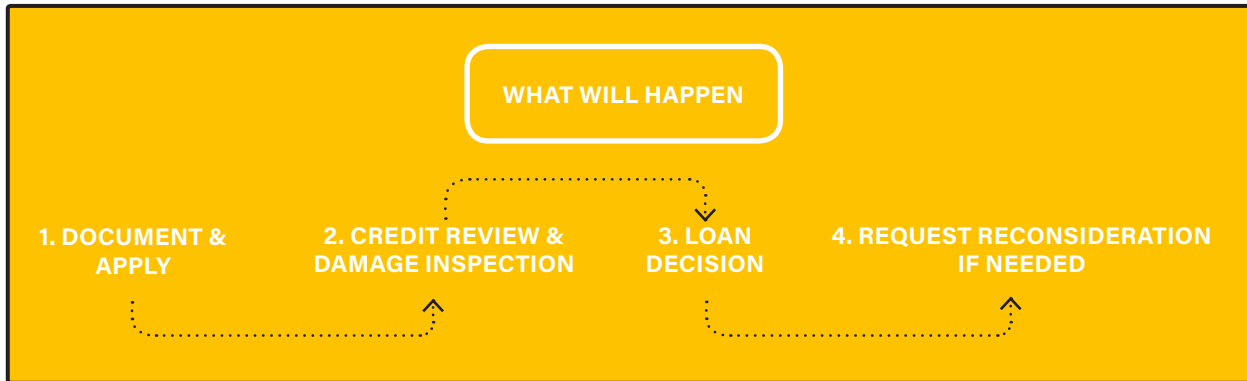 WHAT WILL HAPPEN
1. DOCUMENT &
APPLY
2. CREDIT REVIEW &
DAMAGE INSPECTION
3. LOAN
DECISION
4. REQUEST RECONSIDERATION
IF NEEDED